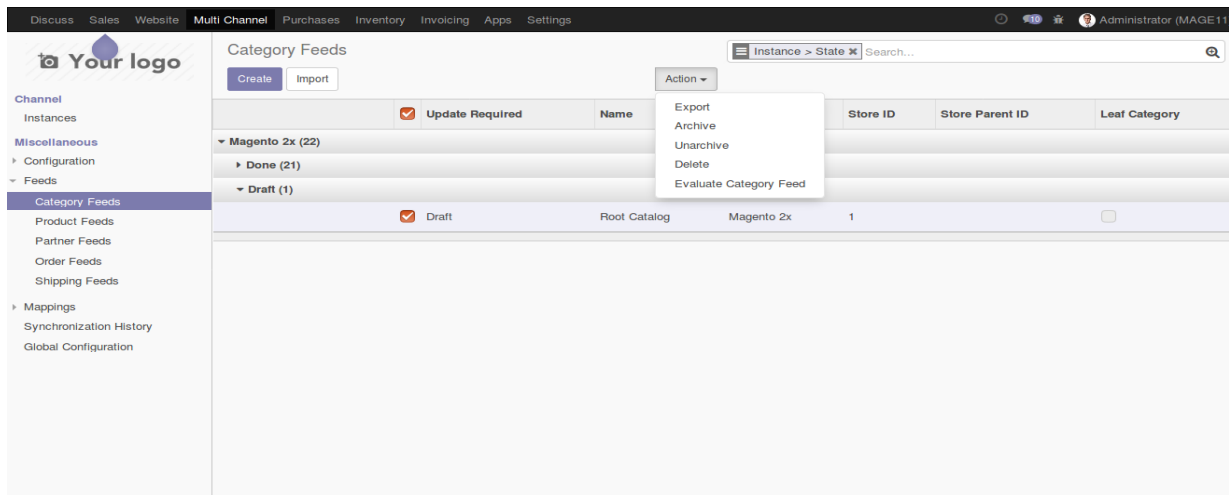 Discuss Sales Website Multi Channel Purchases Inventory Invoicing Apps Settings 10 Administrator (MAGE11
Your logo
Category Feeds
Instance > State Search...
Create Import Action
Channel
Instances
Miscellaneous
Configuration
Feeds
Category Feeds
Product Feeds
Partner Feeds
Order Feeds
Shipping Feeds
Mappings
Synchronization History
Global Configuration
Export
Archive
Unarchive
Delete
Evaluate Category Feed
Update Required Name Store ID Store Parent ID Leaf Category
Magento 2x (22)
Done (21)
Draft (1)
Draft Root Catalog Magento 2x 1